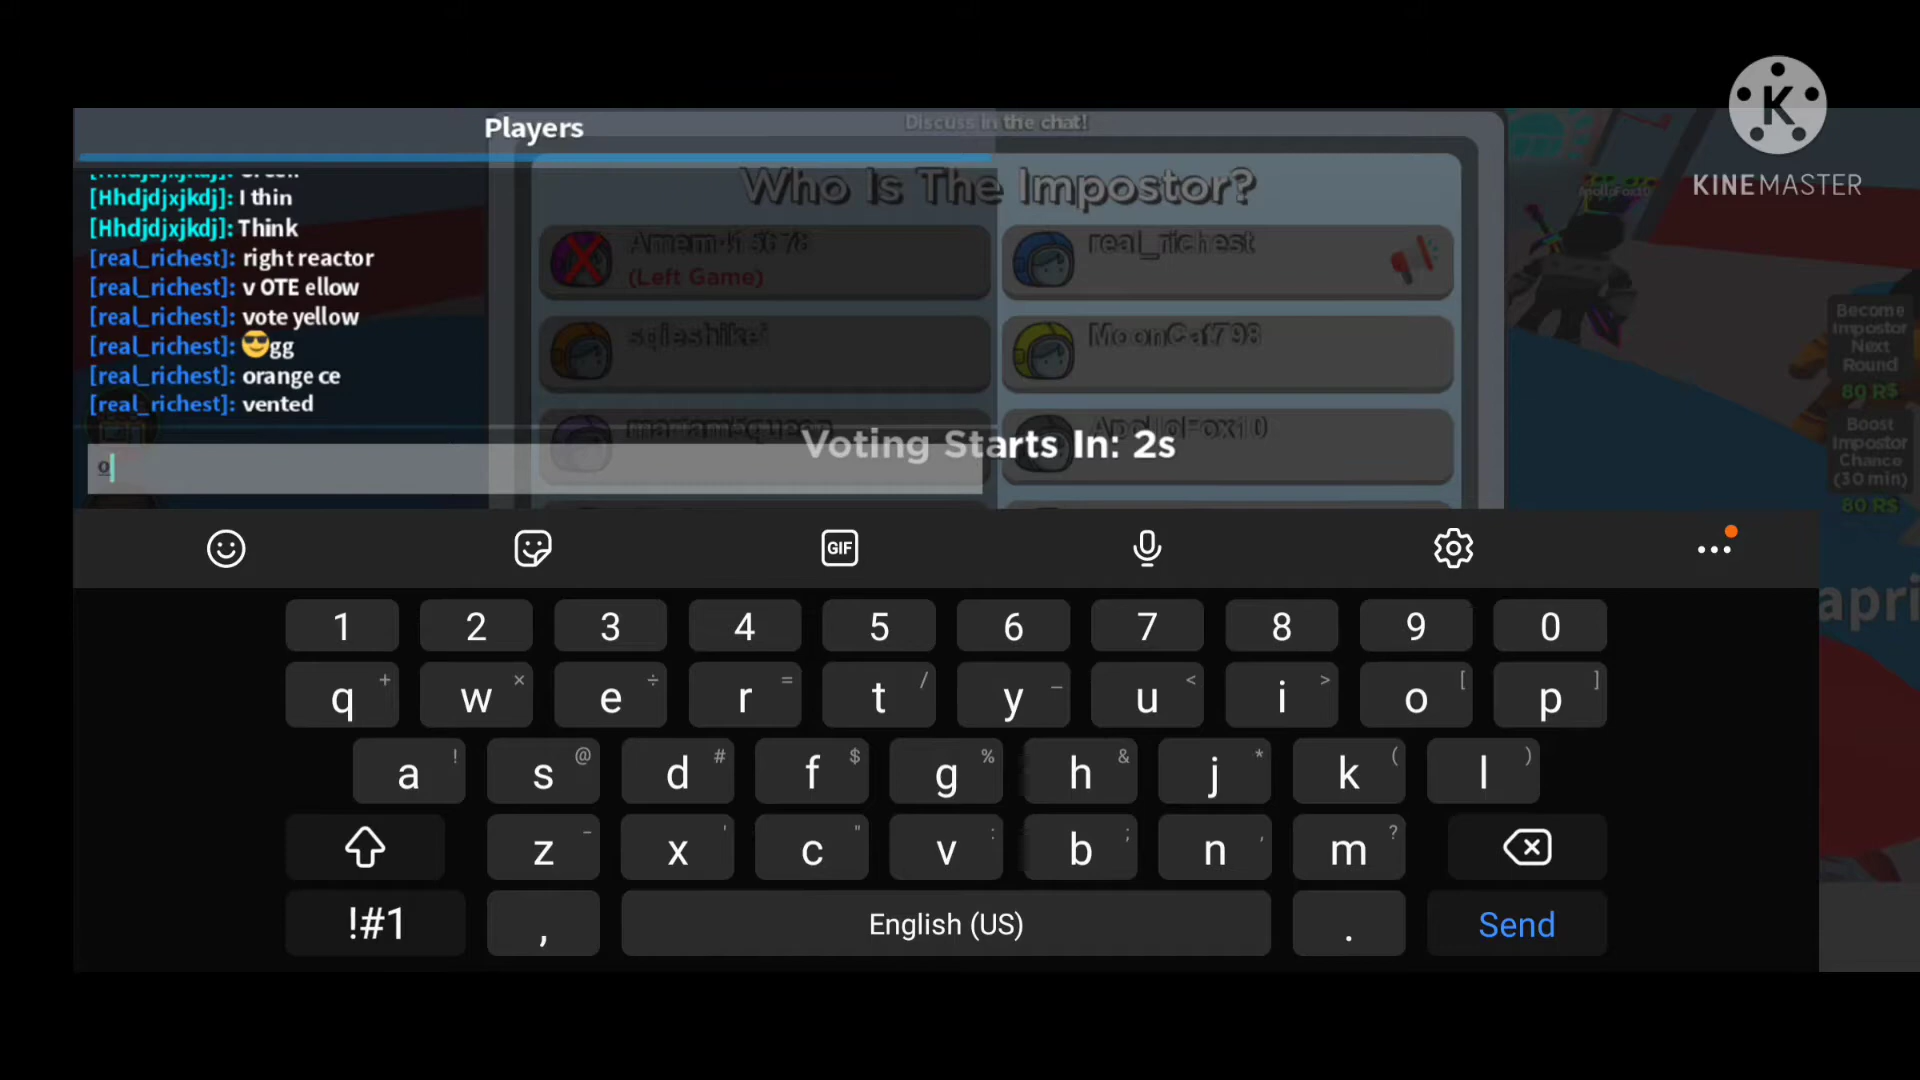 Players
Discuss in the chat!
KINEMASTER
Who Is The Impostor?
[Hhdjdjxjkdj]: I thin
[Hhdjdjxjkdj]: Think
[real_richest]: right reactor
[real_richest]: v OTE ellow
[real_richest]: vote yellow
[real_richest]: 😎gg
[real_richest]: orange ce
[real_richest]: vented
(Left Game)
real_richest
MoonCat798
ApolloFox10
Voting Starts In: 2s
Become
Impostor
Next
Round
80 R$
Boost
Impostor
Chance
(30 min)
80 R$
o
GIF
1 2 3 4 5 6 7 8 9 0
q + w × e ÷ r = t / y _ u < i > o [ p ]
a ! s @ d # f $ g % h & j * k ( l )
z - x ' c " v : b ; n , m ?
!#1 , English (US) . Send
apri